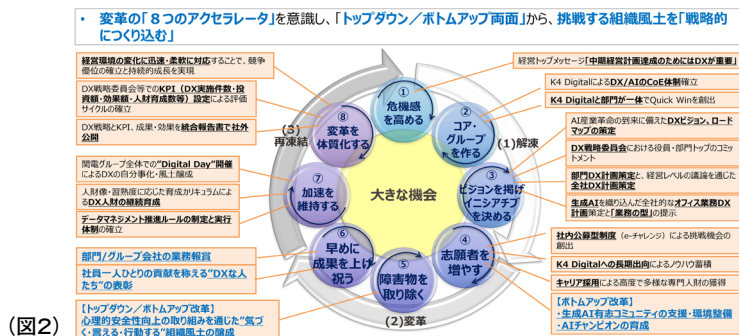 • 変革の「８つのアクセラレータ」を意識し、「トップダウン／ボトムアップ両面」から、挑戦する組織風土を「戦略的
につくり込む」
経営環境の変化に迅速・柔軟に対応することで、競争
優位の確立と持続的成長を実現
DX戦略委員会等でのKPI（DX実施件数・投
資額・効果額・人財育成数等）設定による評価
サイクルの確立
DX戦略とKPI、成果・効果を統合報告書で社外
公開
関電グループ全体での"Digital Day"開催
によるDXの自分事化・風土醸成
人財像・習熟度に応じた育成カリキュラムによ
るDX人財の継続育成
データマネジメント推進ルールの制定と実行
体制の確立
部門/グループ会社の業務報賞
社員一人ひとりの貢献を称える"DXな人
たち"の表彰
【トップダウン／ボトムアップ改革】
心理的安全性向上の取り組みを通じた"気づ
く・言える・行動する"組織風土の醸成
①
危機感
を高める
②
コア・
グループ
を作る
③
ビジョンを掲げ
イニシアチブ
を決める
④
志願者を
増やす
⑤
障害物を
取り除く
⑥
早めに
成果を上げ
祝う
⑦
加速を
維持する
⑧
変革を
体質化する
大きな機会
(1)解凍
(2)変革
(3)
再凍結
経営トップメッセージ「中期経営計画達成のためにはDXが重要」
K4 DigitalによるDX/AIのCoE体制確立
K4 Digitalと部門が一体でQuick Winを創出
AI産業革命の到来に備えたDXビジョン、ロード
マップの策定
DX戦略委員会における役員・部門トップのコミッ
トメント
部門DX計画策定と、経営レベルの議論を通じた
全社DX計画策定
生成AIを織り込んだ全社的なオフィス業務DX
計画策定と「業務の型」の提示
社内公募型制度（e-チャレンジ）による挑戦機会の
創出
K4 Digitalへの長期出向によるノウハウ蓄積
キャリア採用による高度で多様な専門人財の獲得
【ボトムアップ改革】
・生成AI有志コミュニティの支援・環境整備
・AIチャンピオンの育成
(図2)